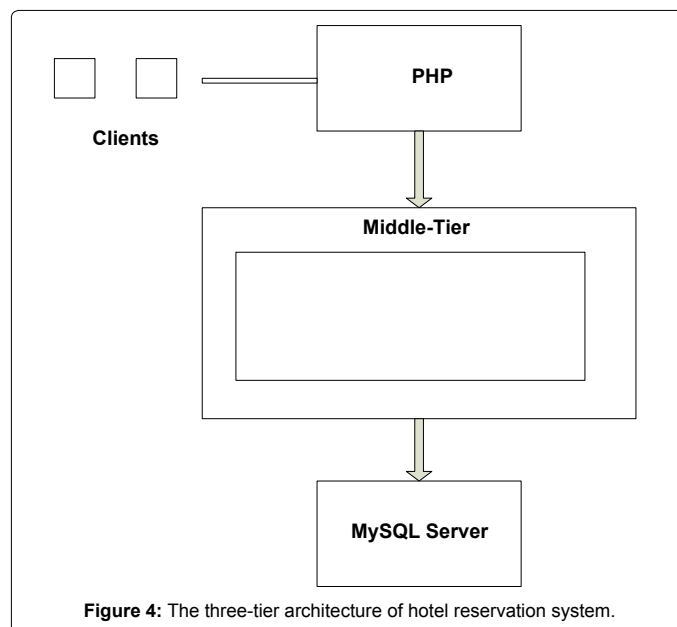 PHP
Clients
Middle-Tier
MySQL Server
Figure 4: The three-tier architecture of hotel reservation system.